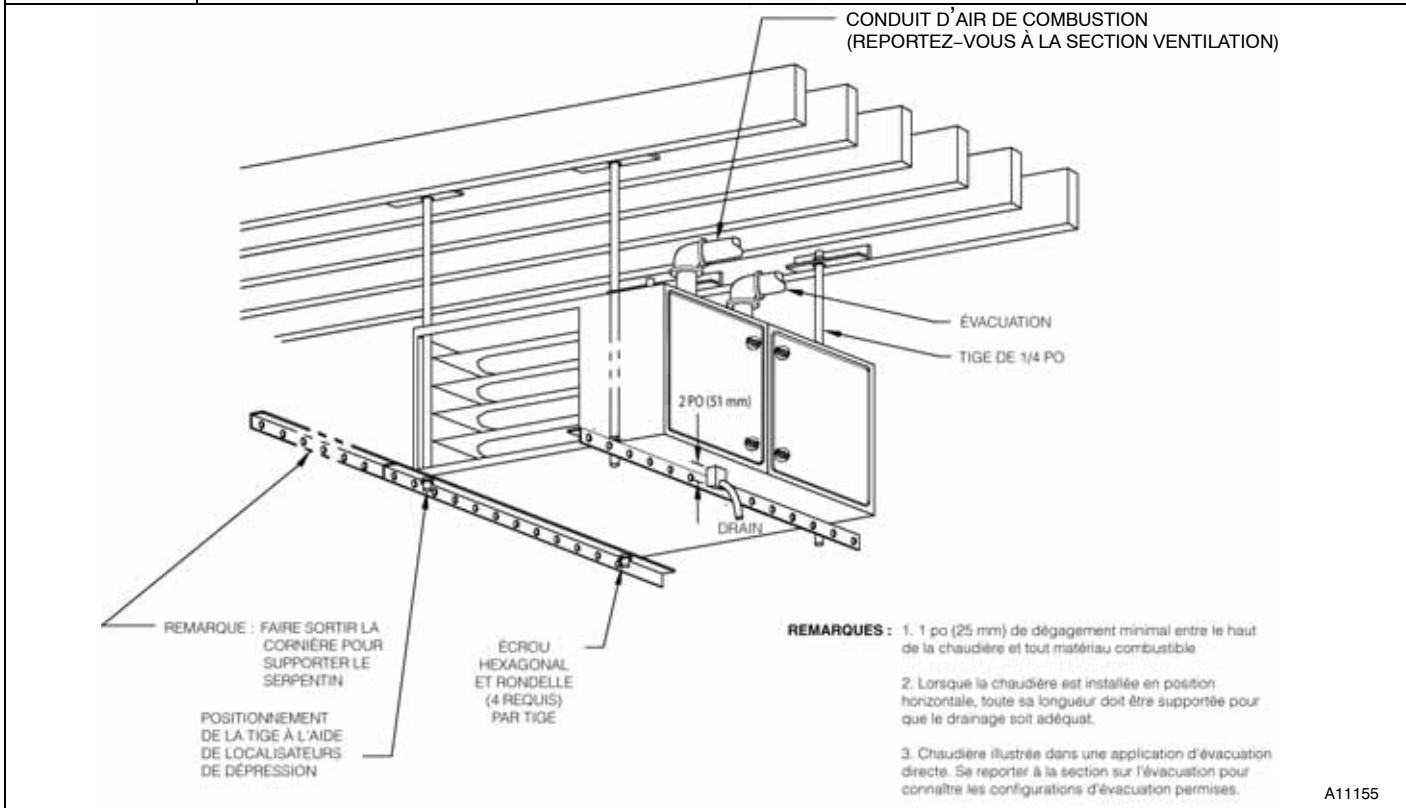 CONDUIT D'AIR DE COMBUSTION
(REPORTEZ-VOUS À LA SECTION VENTILATION)
ÉVACUATION
TIGE DE 1/4 PO
2 PO (51 mm)
DRAIN
REMARQUE : FAIRE SORTIR LA
CORNIÈRE POUR
SUPPORTER LE
SERPENTIN
POSITIONNEMENT
DE LA TIGE À L'AIDE
DE LOCALISATEURS
DE DÉPRESSION
ÉCROU
HEXAGONAL
ET RONDELLE
(4 REQUIS)
PAR TIGE
REMARQUES : 1. 1 po (25 mm) de dégagement minimal entre le haut
de la chaudière et tout matériau combustible
2. Lorsque la chaudière est installée en position
horizontale, toute sa longueur doit être supportée pour
que le drainage soit adéquat.
3. Chaudière illustrée dans une application d'évacuation
directe. Se reporter à la section sur l'évacuation pour
connaître les configurations d'évacuation permises.
A11155